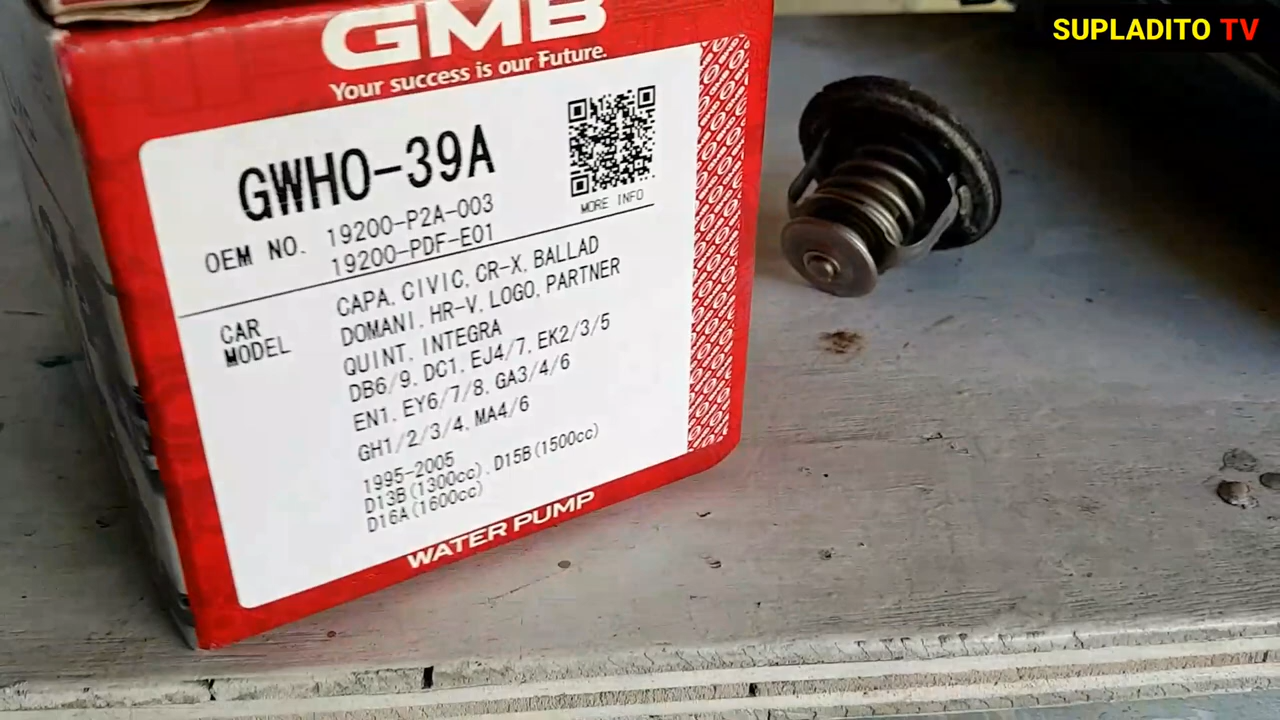 SUPLADITO TV
GMB
Your success is our Future.
GWHO-39A
MORE INFO
OEM NO. 19200-P2A-003
19200-PDF-E01
CAR MODEL
CAPA, CIVIC, CR-X, BALLAD
DOMANI, HR-V, LOGO, PARTNER
QUINT, INTEGRA
DB6/9, DC1, EJ4/7, EK2/3/5
EN1, EY6/7/8, GA3/4/6
GH1/2/3/4, MA4/6
1995-2005
D13B(1300cc), D15B(1500cc)
D16A(1600cc)
WATER PUMP